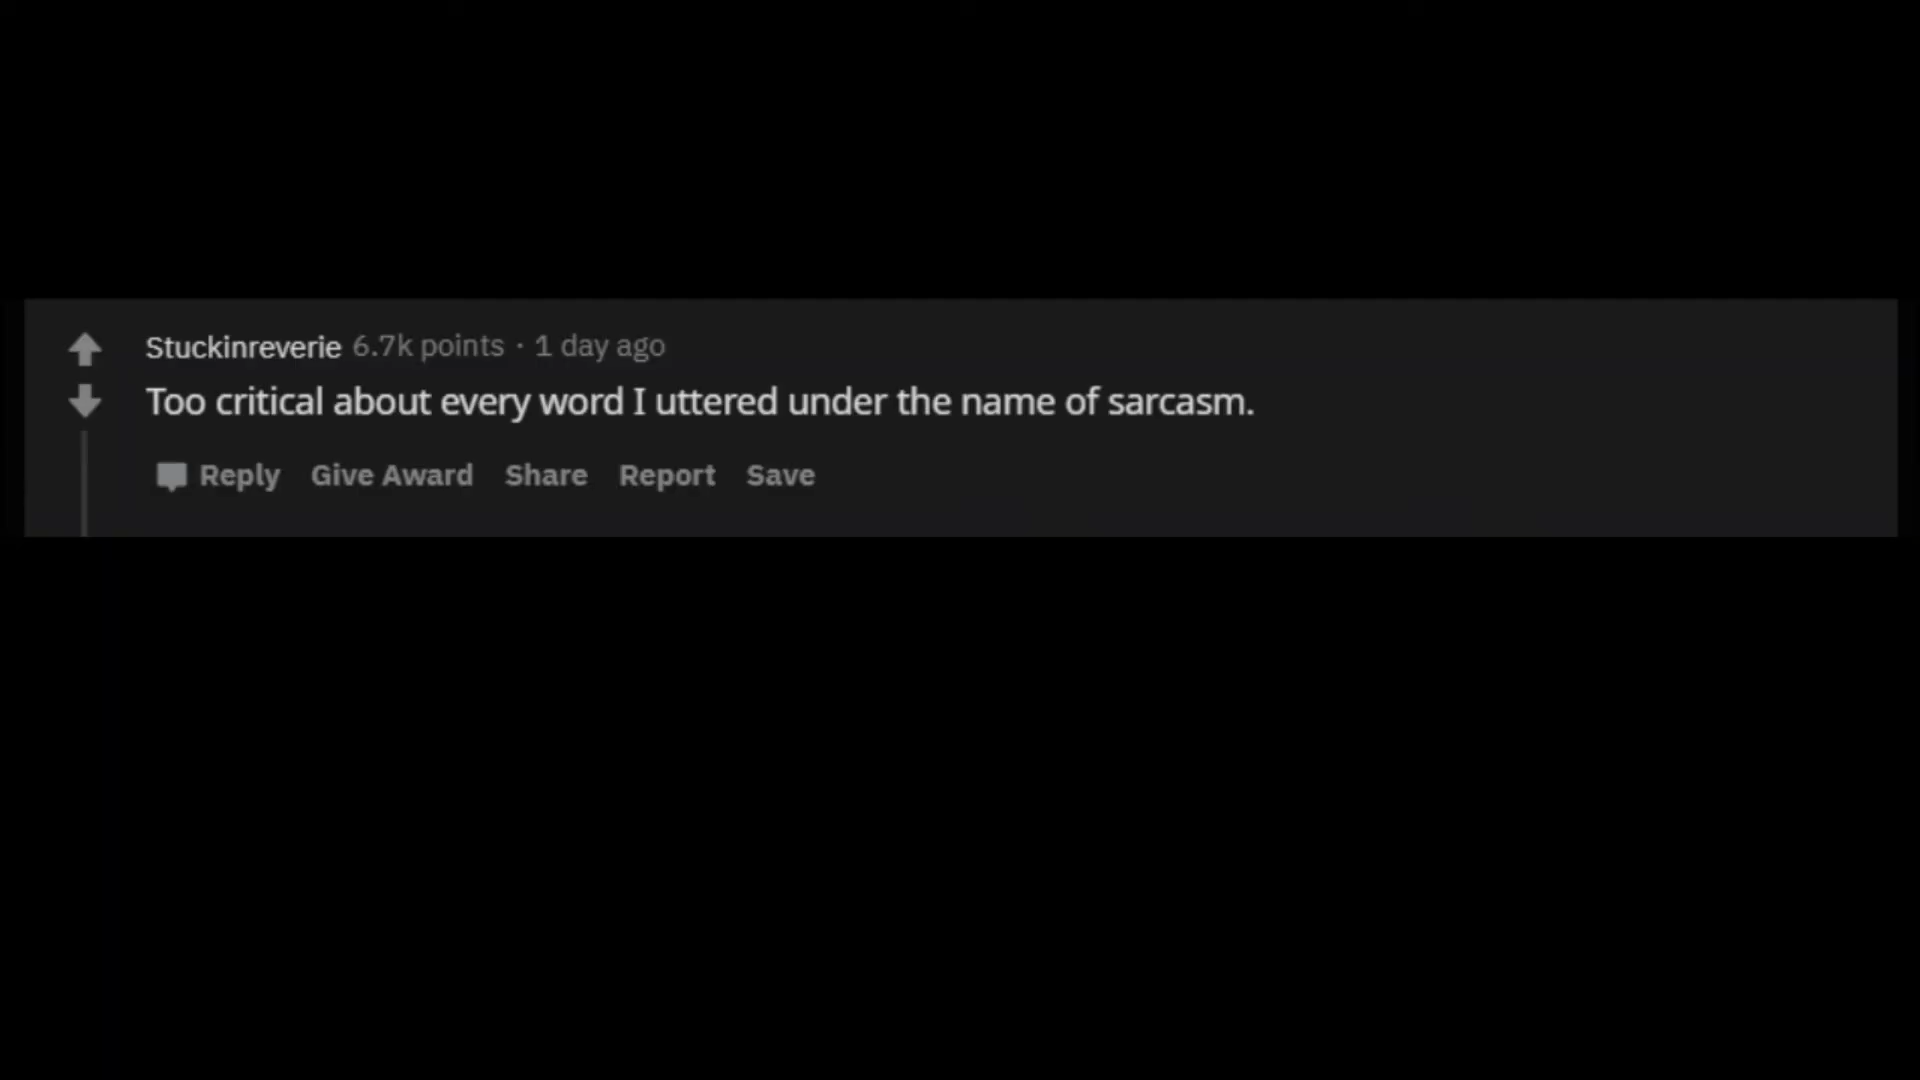 Stuckinreverie 6.7k points · 1 day ago
Too critical about every word I uttered under the name of sarcasm.
Reply Give Award Share Report Save